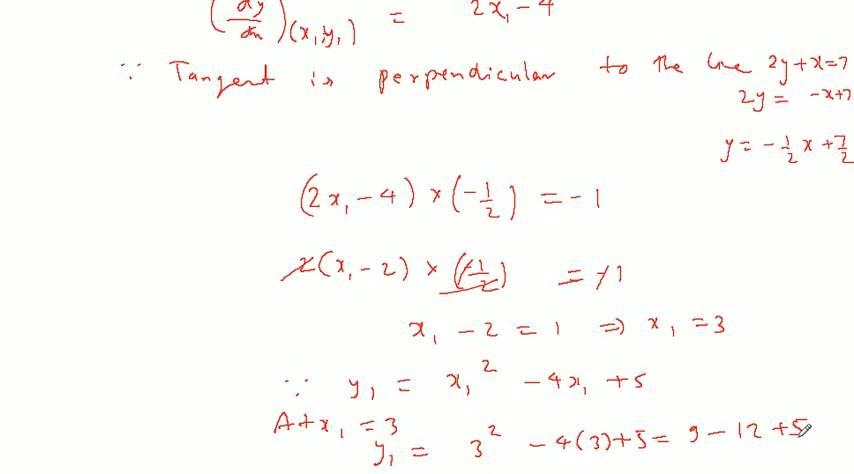 (dy/dx)(x₁,y₁) = 2x₁ - 4
∵ Tangent is perpendicular to the line 2y + x = 7
2y = -x + 7
y = -1/2 x + 7/2
(2x₁ - 4) × (-1/2) = -1
2(x₁ - 2) × (-1/2) = -1
x₁ - 2 = 1 ⇒ x₁ = 3
∵ y₁ = x₁² - 4x₁ + 5
At x₁ = 3
y₁ = 3² - 4(3) + 5 = 9 - 12 + 5